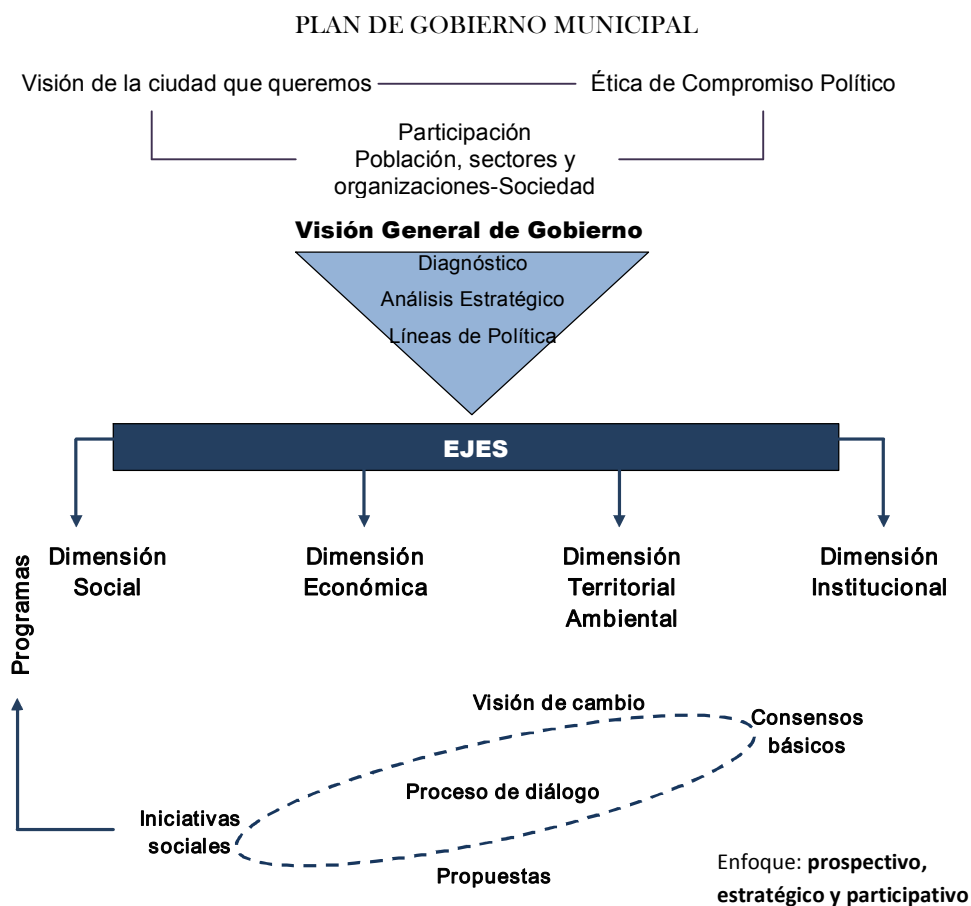 PLAN DE GOBIERNO MUNICIPAL
Visión de la ciudad que queremos
Ética de Compromiso Político
Participación
Población, sectores y
organizaciones-Sociedad
Visión General de Gobierno
Diagnóstico
Análisis Estratégico
Líneas de Política
EJES
Dimensión
Social
Dimensión
Económica
Dimensión
Territorial
Ambiental
Dimensión
Institucional
Programas
Visión de cambio
Consensos
básicos
Proceso de diálogo
Iniciativas
sociales
Propuestas
Enfoque: prospectivo,
estratégico y participativo